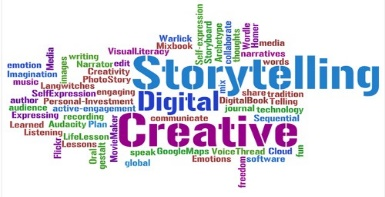 Self-expression
Storyboard
Archetype
collaborate
thoughts
Wordle
Homer
Warlick
Mixbook
media
narratives
words
Media
images
writing
Narrator
VisualLiteracy
edit
emotion
Imagination
music
Creativity
PhotoStory
Storytelling
Langwitches
SelfExpression
engaging
author
Personal-Investment
Digital
mix
share
tradition
DigitalBook
Telling
audience
active-engagement
journal
technology
Expressing
recording
communicate
Sequential
Learned
Audacity
Plan
Creative
Listening
LifeLesson
Lessons
Flickr
Oral
gestalt
MovieMaker
speak
GoogleMaps
VoiceThread
Cloud
fun
global
Emotions
software
freedom